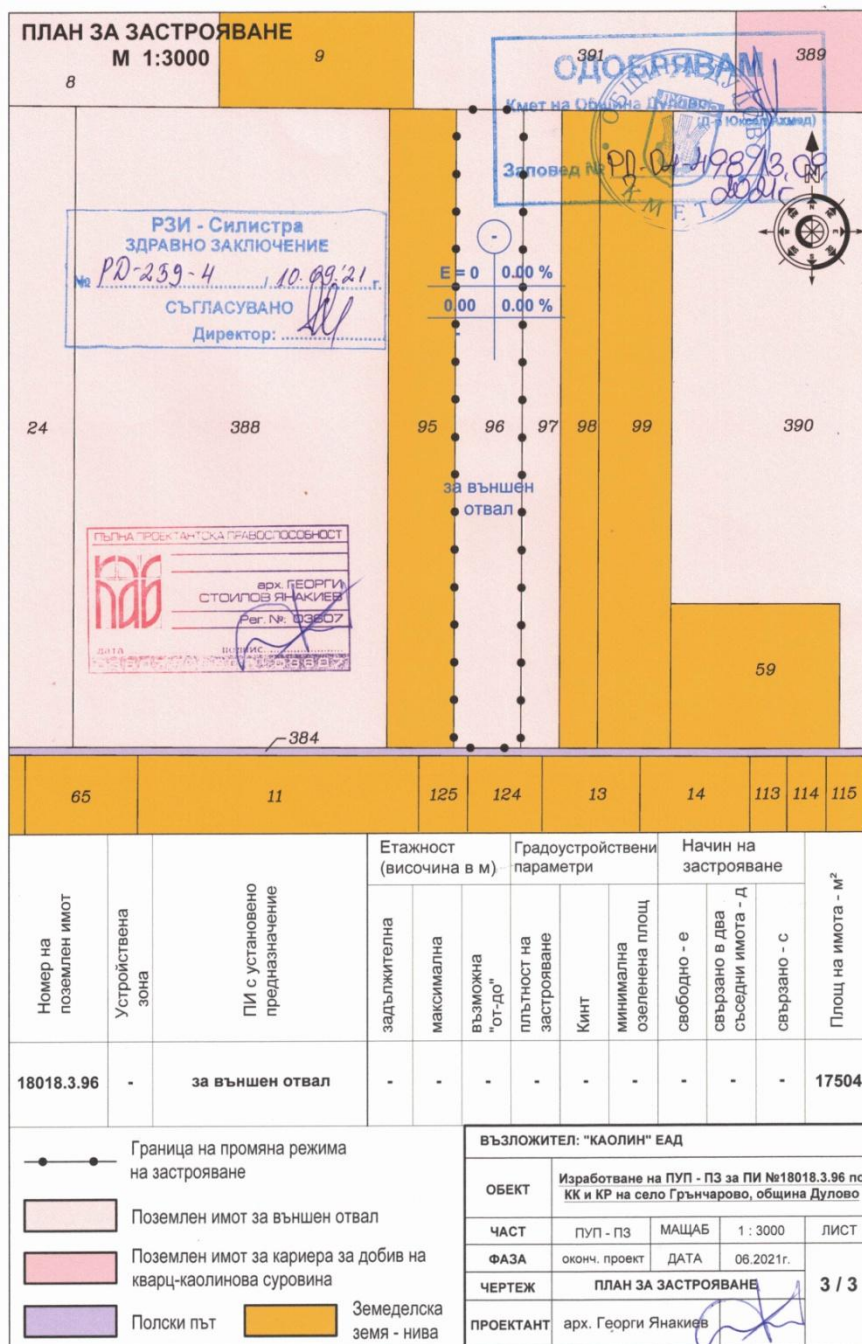 ПЛАН ЗА ЗАСТРОЯВАНЕ
М 1:3000
8
9
391
389
ОДОБРЯВАМ
Кмет на Община Дулово:
(Д-р Юксел Ахмед)
Заповед № РД-04-498/13.09.
2021г
КМЕТ
N
РЗИ - Силистра
ЗДРАВНО ЗАКЛЮЧЕНИЕ
№ РД-239-4 / 10.09.'21 г.
СЪГЛАСУВАНО
Директор:
-
E = 0
0.00 %
0.00
0.00 %
-
24
388
95
96
97
98
99
390
за външен
отвал
ПЪЛНА ПРОЕКТАНТСКА ПРАВОСПОСОБНОСТ
КАБ
арх. ГЕОРГИ
СТОИЛОВ ЯНАКИЕВ
Рег. №: 03607
дата
подпис
59
384
65
11
125
124
13
14
113
114
115
Номер на
поземлен имот
Устройствена
зона
ПИ с установено
предназначение
Етажност
(височина в м)
задължителна
максимална
възможна
"от-до"
Градоустройствени
параметри
плътност на
застрояване
Кинт
минимална
озеленена площ
Начин на
застрояване
свободно - е
свързано в два
съседни имота - д
свързано - с
Площ на имота - м²
18018.3.96 - за външен отвал - - - - - - - - - 17504
Граница на промяна режима
на застрояване
Поземлен имот за външен отвал
Поземлен имот за кариера за добив на
кварц-каолинова суровина
Полски път
Земеделска
земя - нива
ВЪЗЛОЖИТЕЛ: "КАОЛИН" ЕАД
ОБЕКТ
Изработване на ПУП - ПЗ за ПИ №18018.3.96 по
КК и КР на село Грънчарово, община Дулово
ЧАСТ ПУП - ПЗ МАЩАБ 1 : 3000 ЛИСТ
ФАЗА оконч. проект ДАТА 06.2021г.
ЧЕРТЕЖ ПЛАН ЗА ЗАСТРОЯВАНЕ 3 / 3
ПРОЕКТАНТ арх. Георги Янакиев